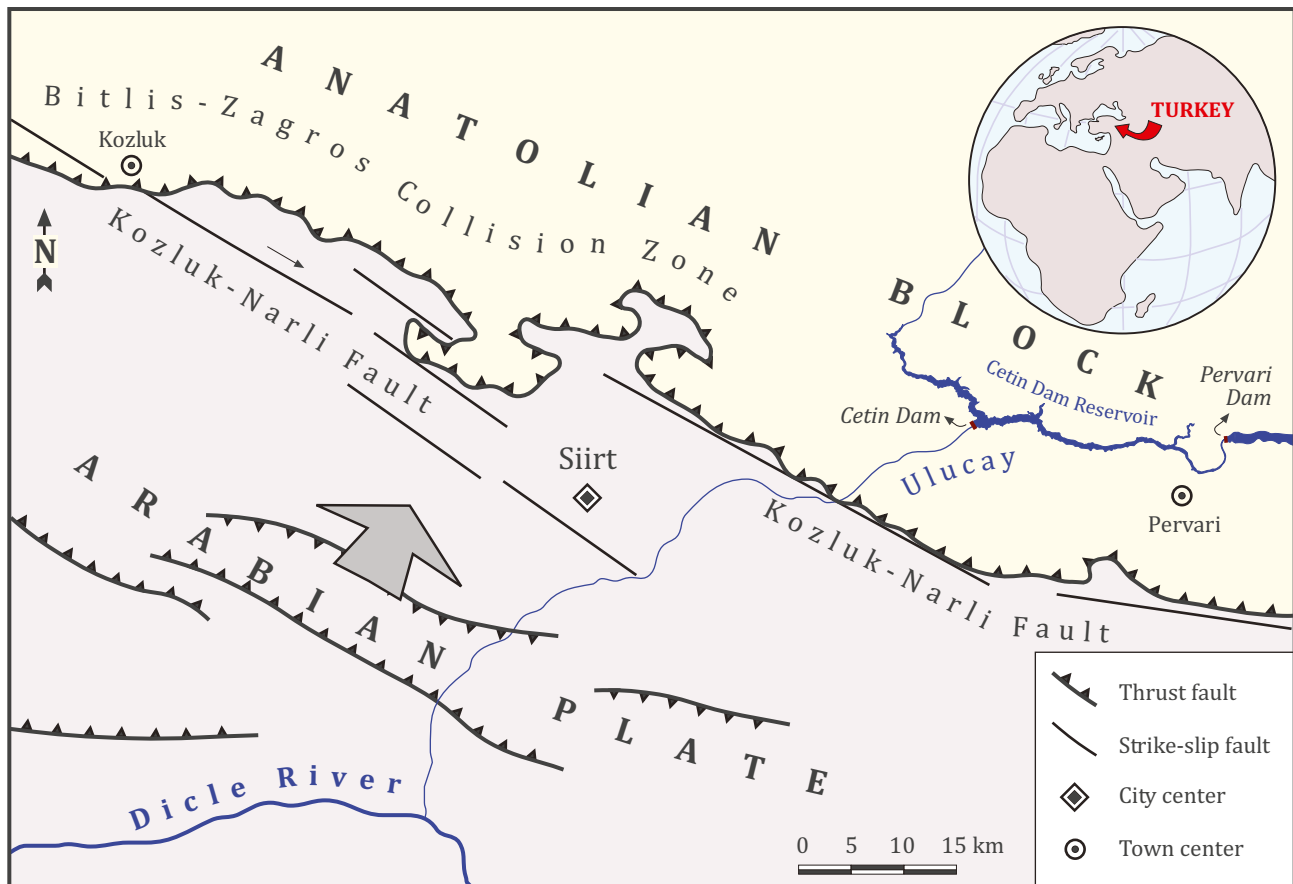 ANATOLIAN
Bitlis-Zagros Collision Zone
Kozluk
TURKEY
N
Kozluk-Narli Fault
BLOCK
Cetin Dam Reservoir
Pervari
Dam
Cetin Dam
Ulucay
Siirt
Pervari
Kozluk-Narli Fault
ARABIAN
PLATE
Dicle River
Thrust fault
Strike-slip fault
City center
Town center
0 5 10 15 km